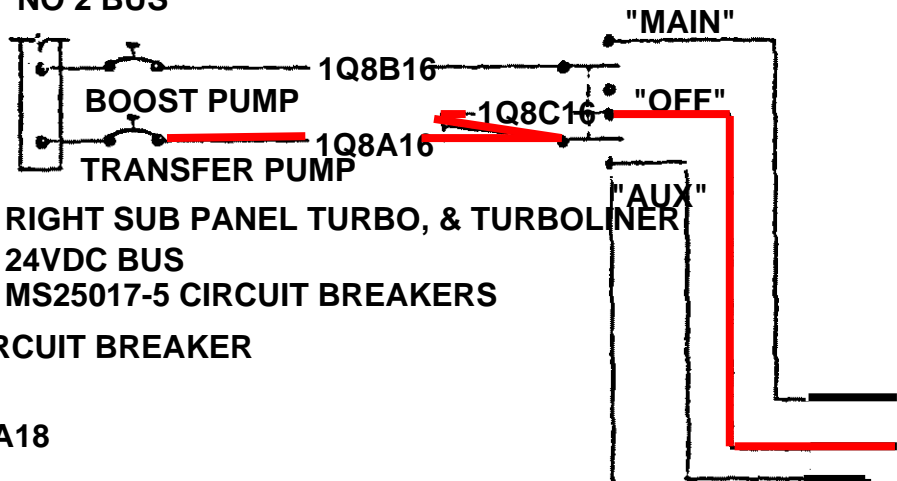 NO 2 BUS
"MAIN"
1Q8B16
BOOST PUMP
"OFF"
1Q8C16
1Q8A16
TRANSFER PUMP
"AUX"
RIGHT SUB PANEL TURBO, & TURBOLINER
24VDC BUS
MS25017-5 CIRCUIT BREAKERS
RCUIT BREAKER
A18